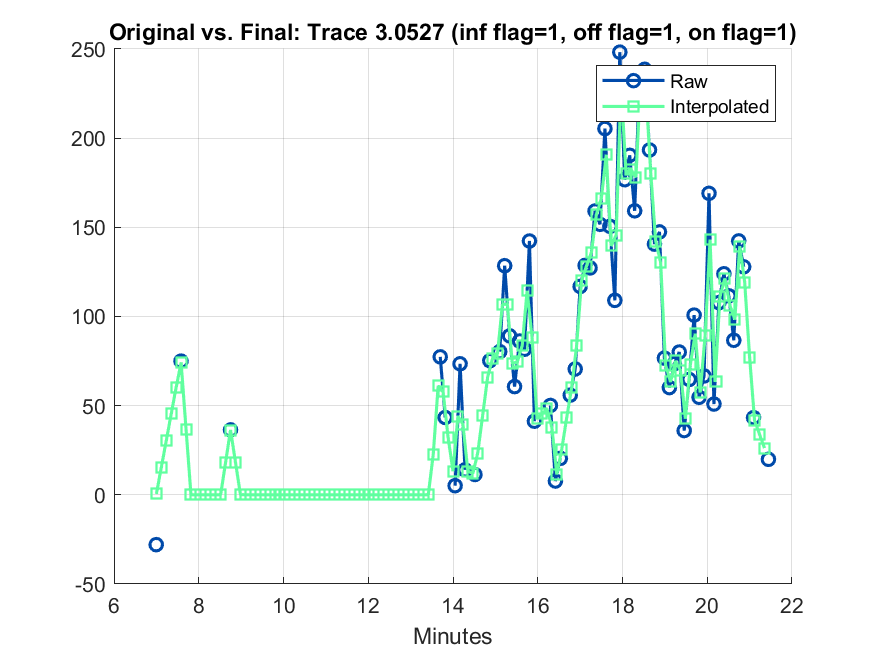 Original vs. Final: Trace 3.0527 (inf flag=1, off flag=1, on flag=1)
250
200
150
100
50
0
-50
Raw
Interpolated
6 8 10 12 14 16 18 20 22
Minutes